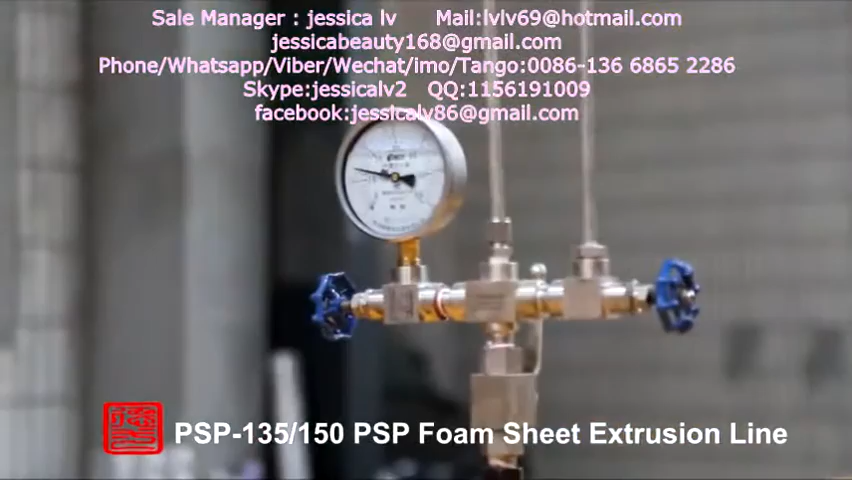 Sale Manager : jessica lv Mail:lvlv69@hotmail.com
jessicabeauty168@gmail.com
Phone/Whatsapp/Viber/Wechat/imo/Tango:0086-136 6865 2286
Skype:jessicalv2 QQ:1156191009
facebook:jessicalv86@gmail.com
PSP-135/150 PSP Foam Sheet Extrusion Line